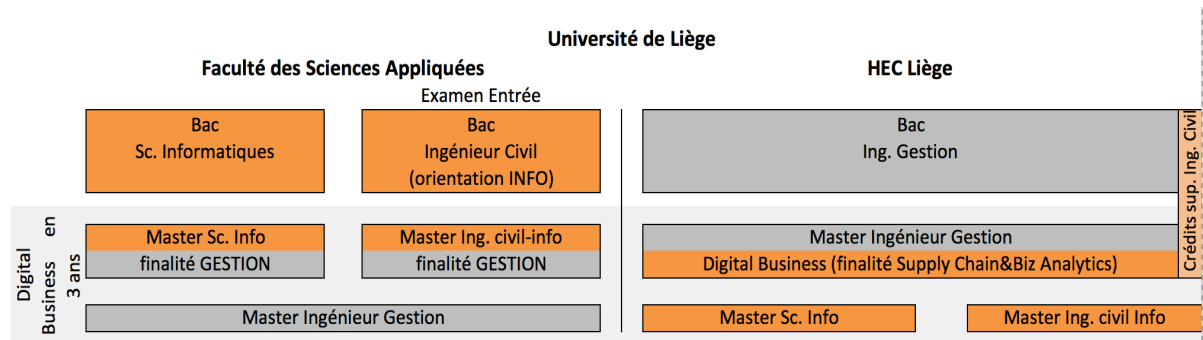 Université de Liège
Faculté des Sciences Appliquées
HEC Liège
Examen Entrée
Bac
Sc. Informatiques
Bac
Ingénieur Civil
(orientation INFO)
Bac
Ing. Gestion
Crédits sup. Ing. Civil
Digital
Business en
3 ans
Master Sc. Info
finalité GESTION
Master Ing. civil-info
finalité GESTION
Master Ingénieur Gestion
Digital Business (finalité Supply Chain&Biz Analytics)
Master Ingénieur Gestion
Master Sc. Info
Master Ing. civil Info